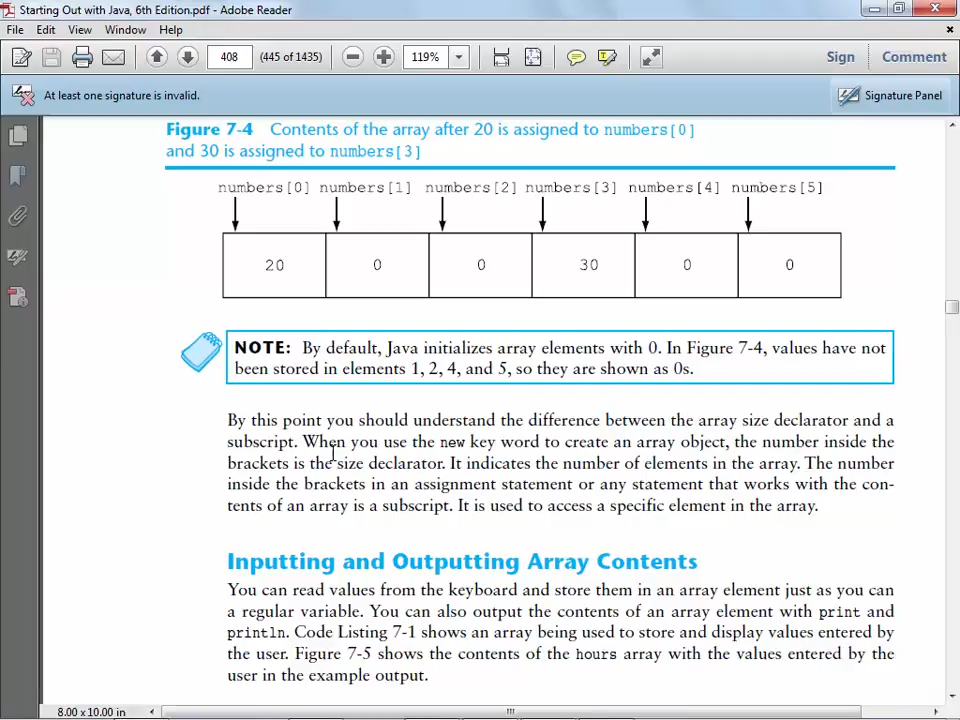 Starting Out with Java, 6th Edition.pdf - Adobe Reader
File Edit View Window Help
408 (445 of 1435) 119% Sign Comment
At least one signature is invalid. Signature Panel
Figure 7-4 Contents of the array after 20 is assigned to numbers[0]
and 30 is assigned to numbers[3]
numbers[0] numbers[1] numbers[2] numbers[3] numbers[4] numbers[5]
20 0 0 30 0 0
NOTE: By default, Java initializes array elements with 0. In Figure 7-4, values have not
been stored in elements 1, 2, 4, and 5, so they are shown as 0s.
By this point you should understand the difference between the array size declarator and a
subscript. When you use the new key word to create an array object, the number inside the
brackets is the size declarator. It indicates the number of elements in the array. The number
inside the brackets in an assignment statement or any statement that works with the con-
tents of an array is a subscript. It is used to access a specific element in the array.
Inputting and Outputting Array Contents
You can read values from the keyboard and store them in an array element just as you can
a regular variable. You can also output the contents of an array element with print and
println. Code Listing 7-1 shows an array being used to store and display values entered by
the user. Figure 7-5 shows the contents of the hours array with the values entered by the
user in the example output.
8.00 x 10.00 in